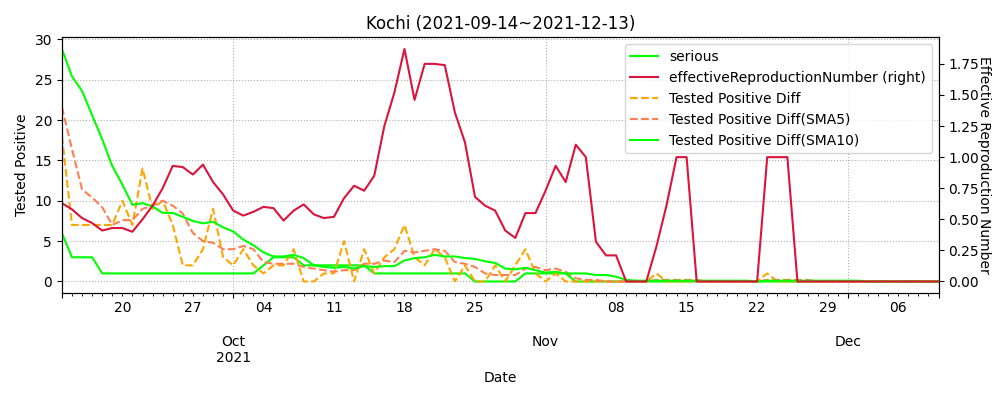 Kochi (2021-09-14~2021-12-13)
serious
effectiveReproductionNumber (right)
Tested Positive Diff
Tested Positive Diff(SMA5)
Tested Positive Diff(SMA10)
Tested Positive
30
25
20
15
10
5
0
1.75
1.50
1.25
1.00
0.75
0.50
0.25
0.00
Effective Reproduction Number
20
27
04
11
18
25
08
15
22
29
06
Oct
2021
Nov
Dec
Date